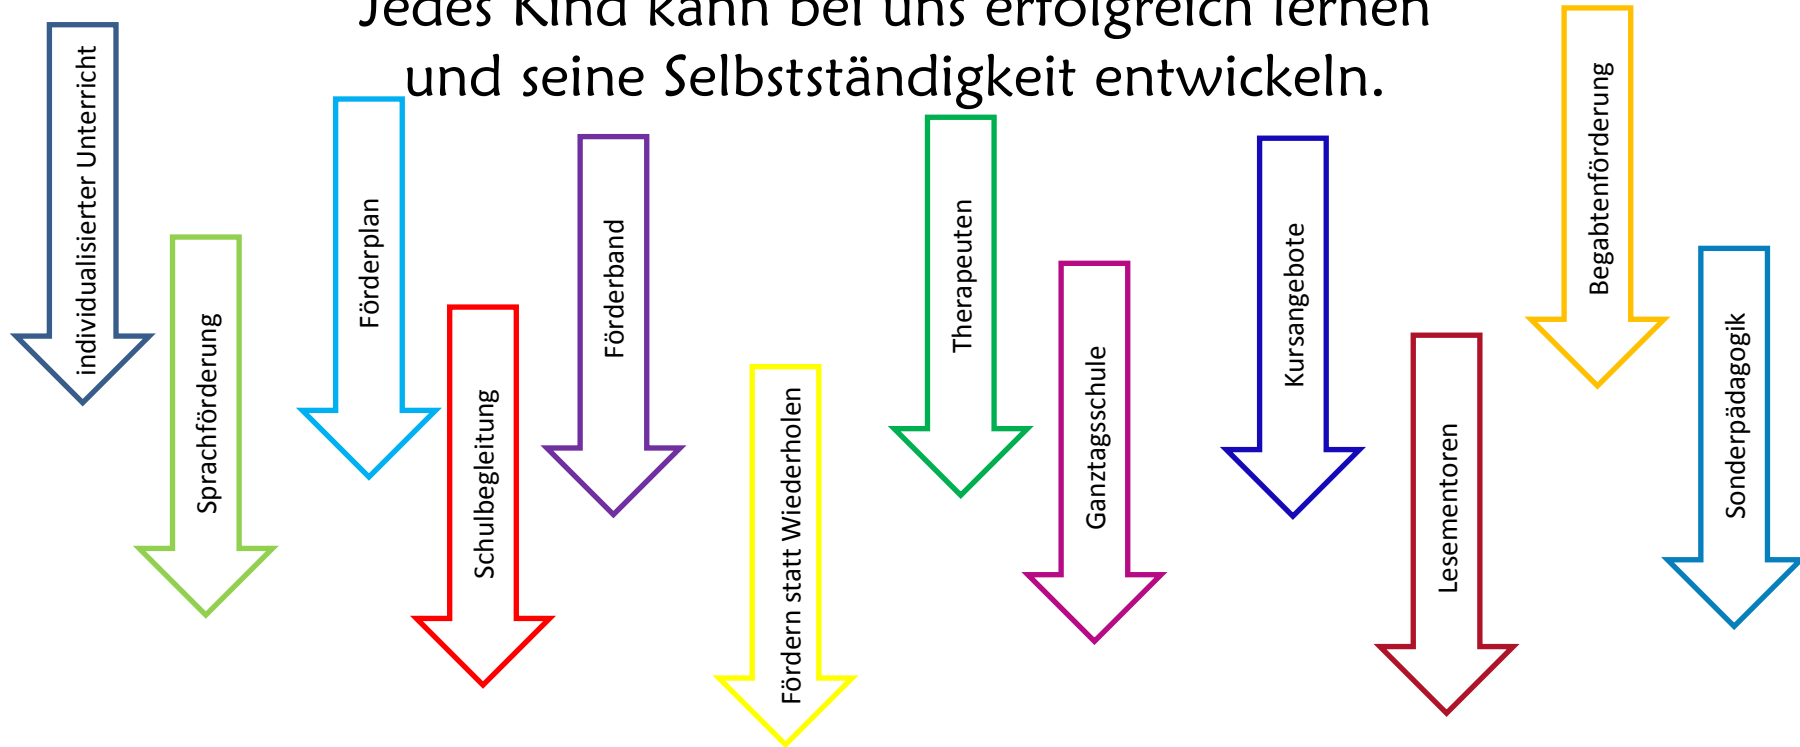 Jedes Kind kann bei uns erfolgreich lernen
und seine Selbstständigkeit entwickeln.
individualisierter Unterricht
Sprachförderung
Förderplan
Schulbegleitung
Förderband
Fördern statt Wiederholen
Therapeuten
Ganztagsschule
Kursangebote
Lesementoren
Begabtenförderung
Sonderpädagogik